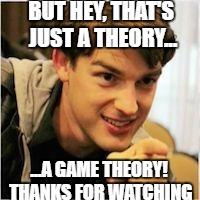 BUT HEY, THAT'S
JUST A THEORY...
...A GAME THEORY!
THANKS FOR WATCHING